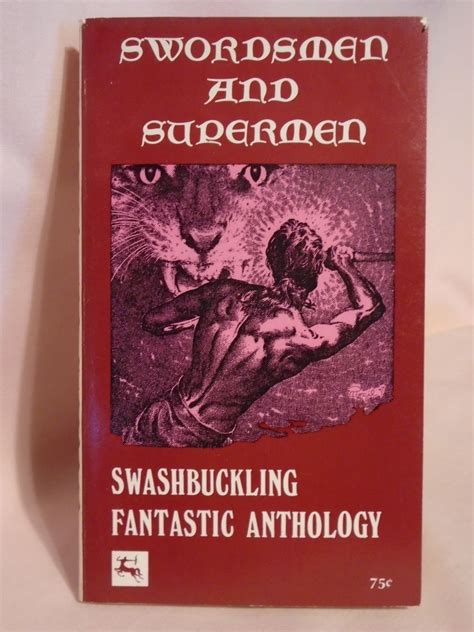 SWORDSMEN
AND
SUPERMEN
SWASHBUCKLING
FANTASTIC ANTHOLOGY
75¢